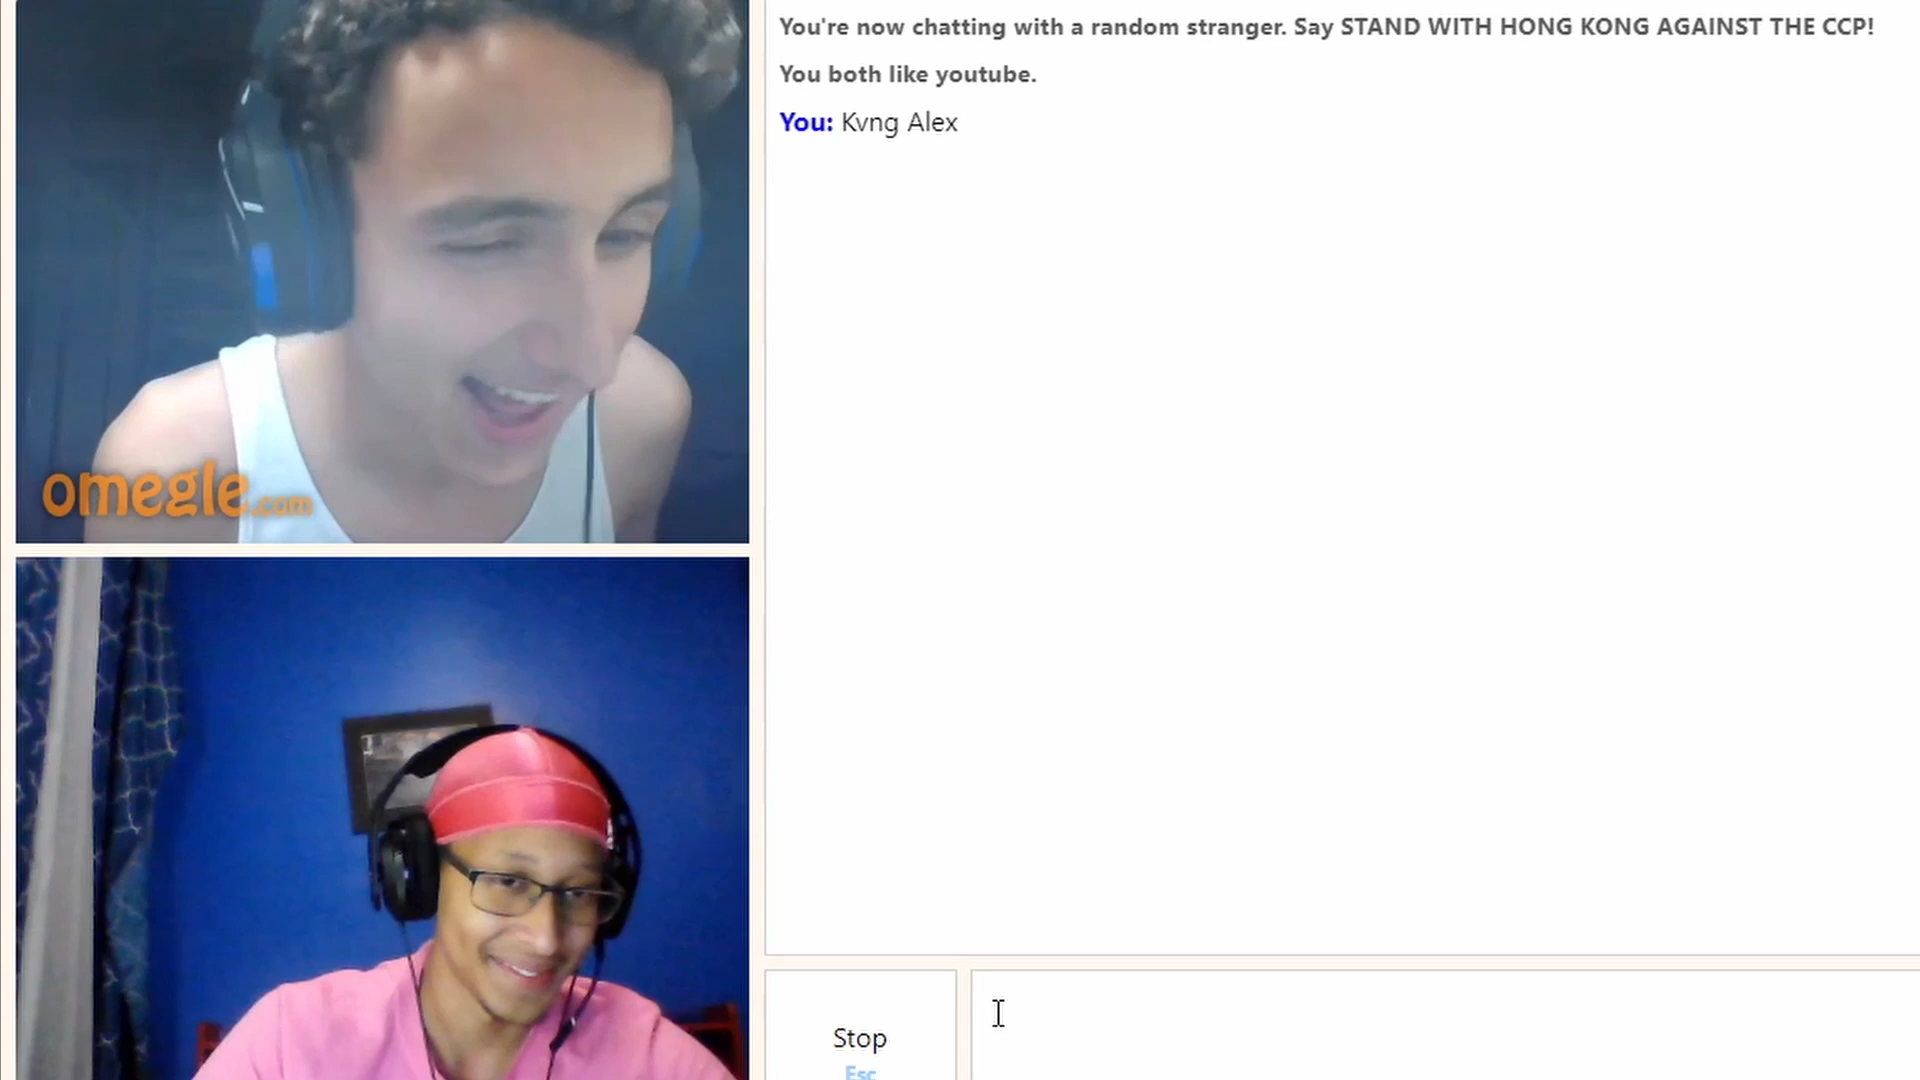 You're now chatting with a random stranger. Say STAND WITH HONG KONG AGAINST THE CCP!
You both like youtube.
You: Kvng Alex
omegle.com
Stop
Esc